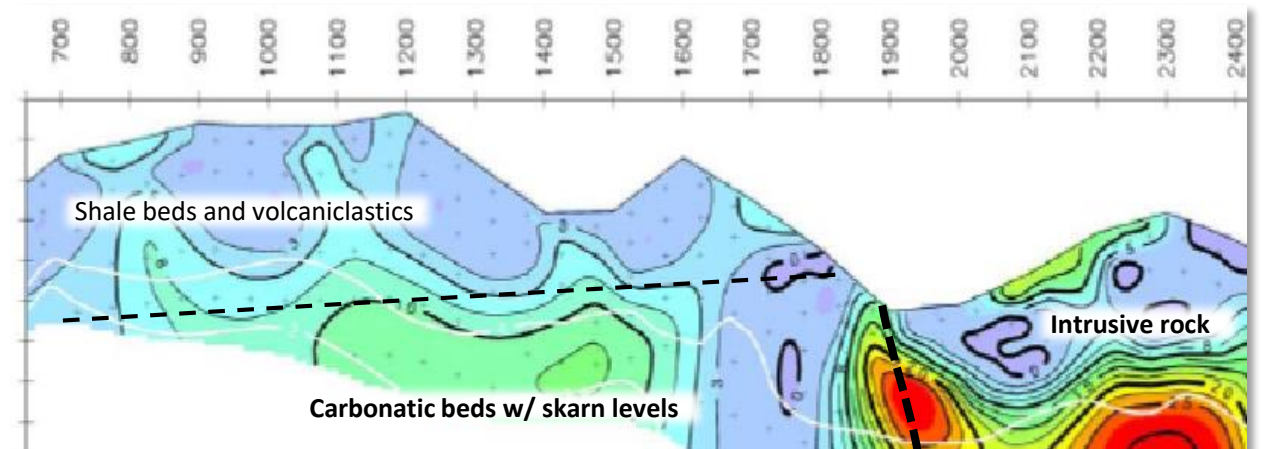 700 800 900 1000 1100 1200 1300 1400 1500 1600 1700 1800 1900 2000 2100 2200 2300 2400
Shale beds and volcaniclastics
Intrusive rock
Carbonatic beds w/ skarn levels